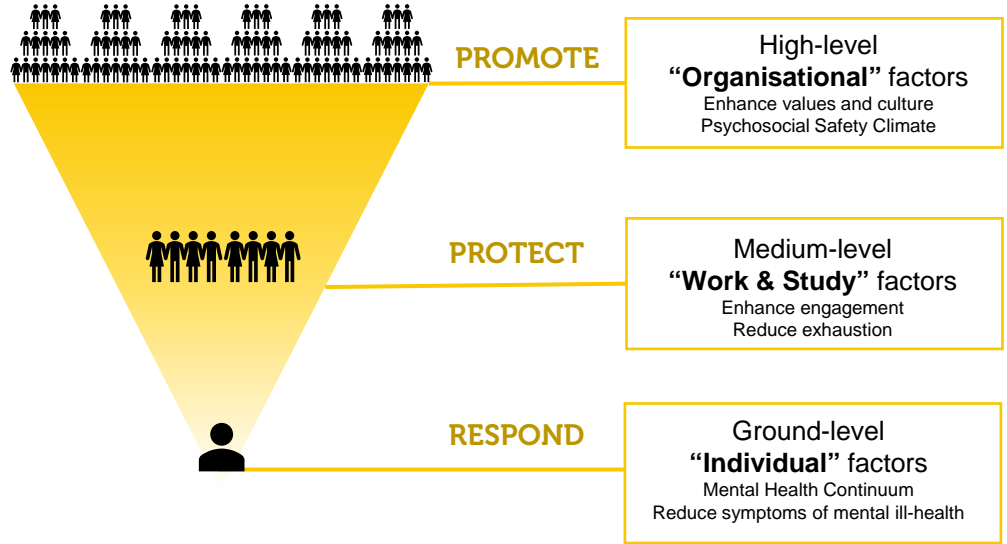 PROMOTE
High-level
“Organisational” factors
Enhance values and culture
Psychosocial Safety Climate
PROTECT
Medium-level
“Work & Study” factors
Enhance engagement
Reduce exhaustion
RESPOND
Ground-level
“Individual” factors
Mental Health Continuum
Reduce symptoms of mental ill-health